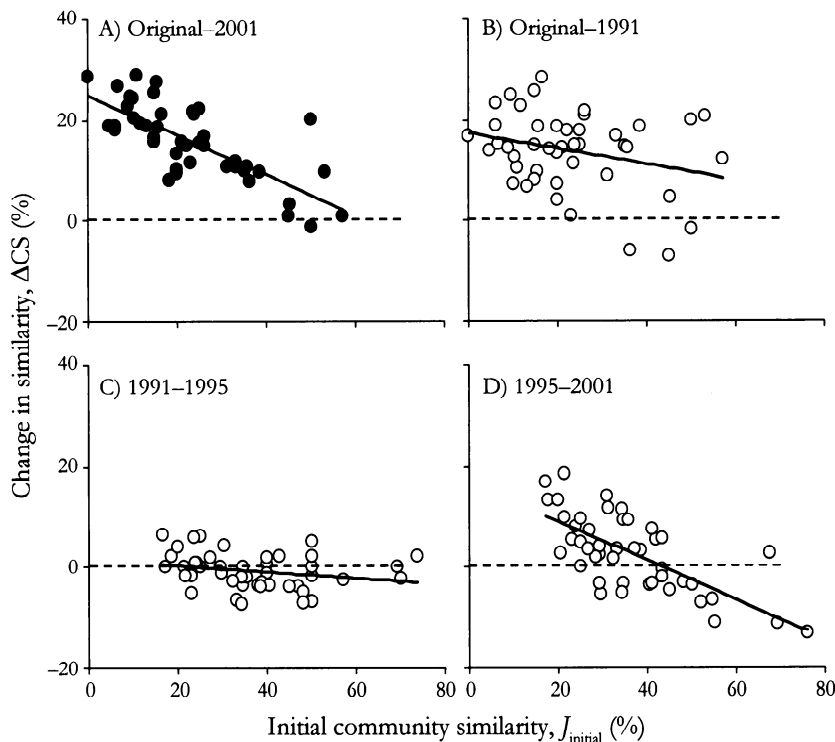 A) Original–2001
B) Original–1991
40
20
0
−20
C) 1991–1995
D) 1995–2001
40
20
0
−20
0 20 40 60 80
0 20 40 60 80
Change in similarity, ΔCS (%)
Initial community similarity, Jinitial (%)